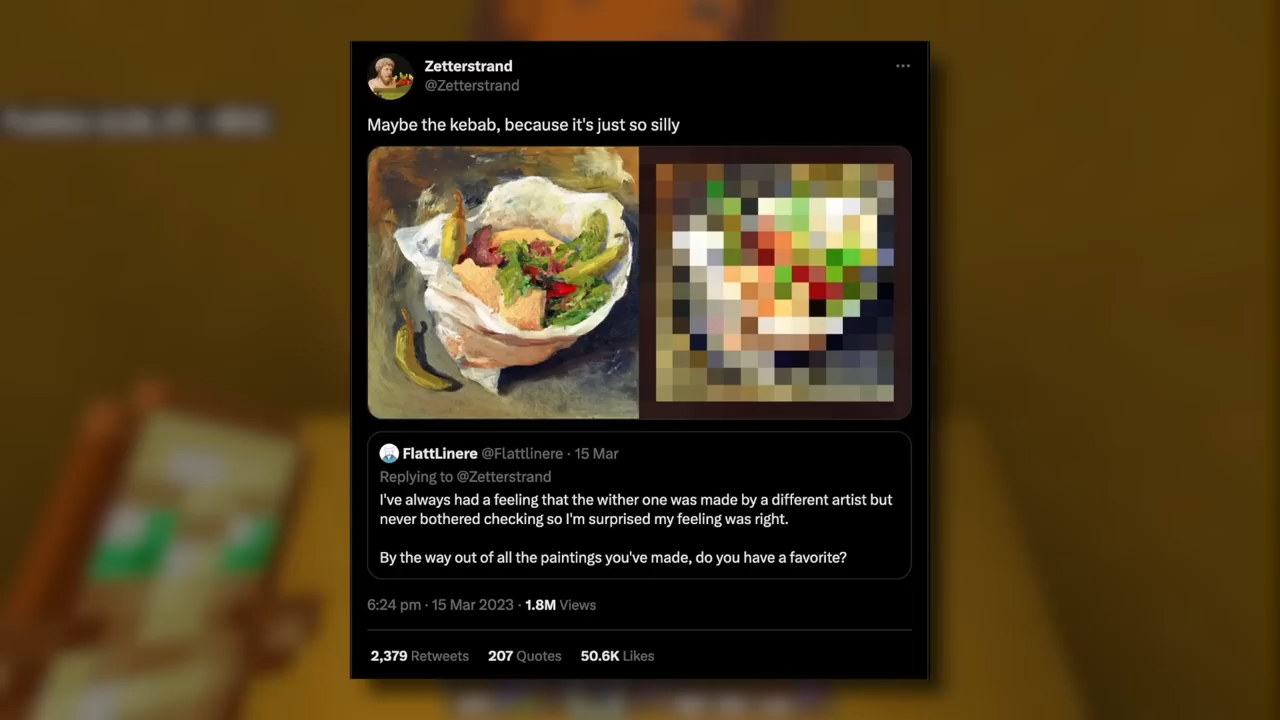 Zetterstrand
@Zetterstrand
Maybe the kebab, because it's just so silly
FlattLinere @Flattlinere · 15 Mar
Replying to @Zetterstrand
I've always had a feeling that the wither one was made by a different artist but
never bothered checking so I'm surprised my feeling was right.
By the way out of all the paintings you've made, do you have a favorite?
6:24 pm · 15 Mar 2023 · 1.8M Views
2,379 Retweets 207 Quotes 50.6K Likes